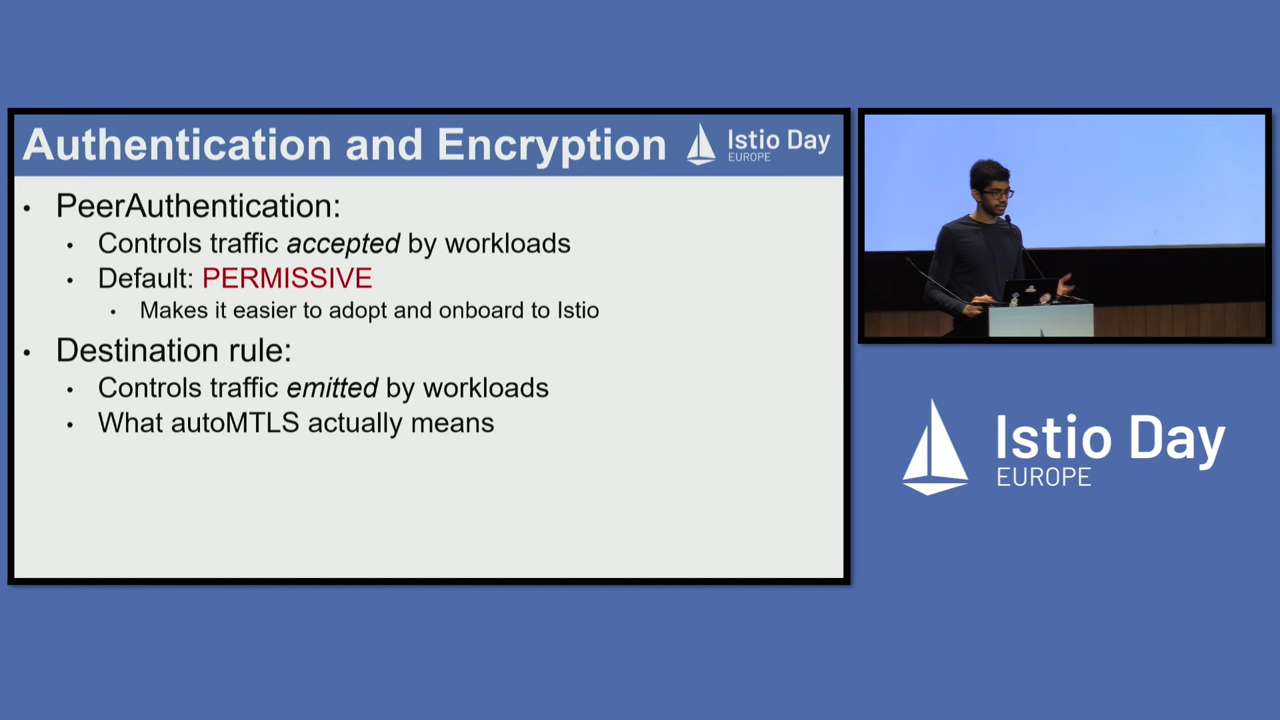 Authentication and Encryption
Istio Day
EUROPE
• PeerAuthentication:
• Controls traffic accepted by workloads
• Default: PERMISSIVE
• Makes it easier to adopt and onboard to Istio
• Destination rule:
• Controls traffic emitted by workloads
• What autoMTLS actually means
Istio Day
EUROPE